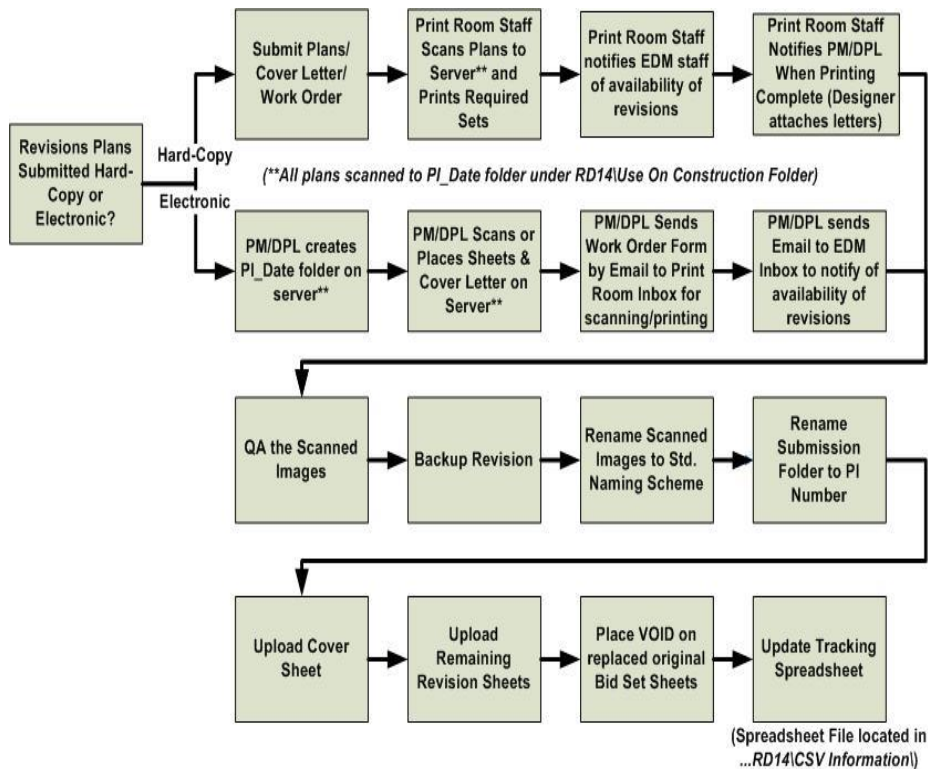 Revisions Plans
Submitted Hard-
Copy or
Electronic?
Hard-Copy
Electronic
Submit Plans/
Cover Letter/
Work Order
Print Room Staff
Scans Plans to
Server** and
Prints Required
Sets
Print Room Staff
notifies EDM staff
of availability of
revisions
Print Room Staff
Notifies PM/DPL
When Printing
Complete (Designer
attaches letters)
(**All plans scanned to PI_Date folder under RD14\Use On Construction Folder)
PM/DPL creates
PI_Date folder on
server**
PM/DPL Scans or
Places Sheets &
Cover Letter on
Server**
PM/DPL Sends
Work Order Form
by Email to Print
Room Inbox for
scanning/printing
PM/DPL sends
Email to EDM
Inbox to notify of
availability of
revisions
QA the Scanned
Images
Backup Revision
Rename Scanned
Images to Std.
Naming Scheme
Rename
Submission
Folder to PI
Number
Upload Cover
Sheet
Upload
Remaining
Revision Sheets
Place VOID on
replaced original
Bid Set Sheets
Update Tracking
Spreadsheet
(Spreadsheet File located in
...RD14\CSV Information\)